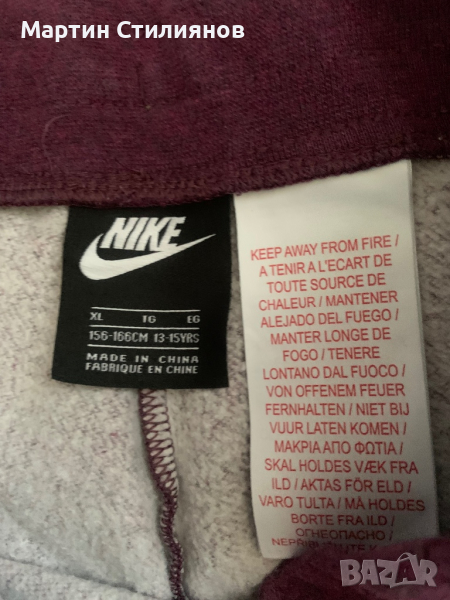 Мартин Стилиянов
NIKE
XL TG EG
156-166CM 13-15YRS
MADE IN CHINA
FABRIQUE EN CHINE
KEEP AWAY FROM FIRE /
A TENIR A L'ECART DE
TOUTE SOURCE DE
CHALEUR / MANTENER
ALEJADO DEL FUEGO /
MANTER LONGE DE
FOGO / TENERE
LONTANO DAL FUOCO /
VON OFFENEM FEUER
FERNHALTEN / NIET BIJ
VUUR LATEN KOMEN /
ΜΑΚΡΙΑ ΑΠΟ ΦΩΤΙΑ /
SKAL HOLDES VÆK FRA
ILD / AKTAS FÖR ELD /
VARO TULTA / MÅ HOLDES
BORTE FRA ILD /
ОГНЕОПАСНО /
BAZAR